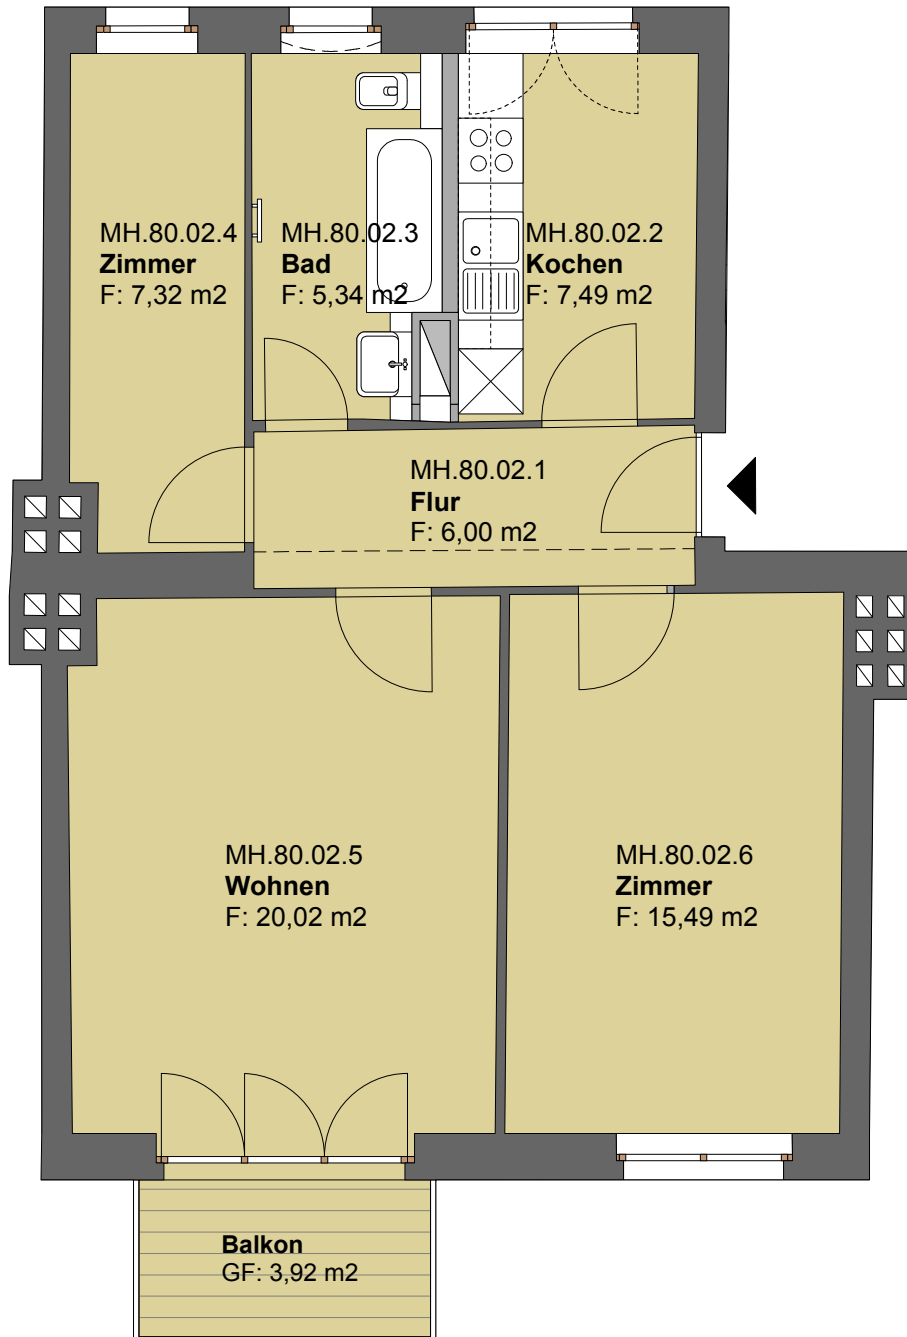 MH.80.02.4
Zimmer
F: 7,32 m2
MH.80.02.3
Bad
F: 5,34 m2
MH.80.02.2
Kochen
F: 7,49 m2
MH.80.02.1
Flur
F: 6,00 m2
MH.80.02.5
Wohnen
F: 20,02 m2
MH.80.02.6
Zimmer
F: 15,49 m2
Balkon
GF: 3,92 m2